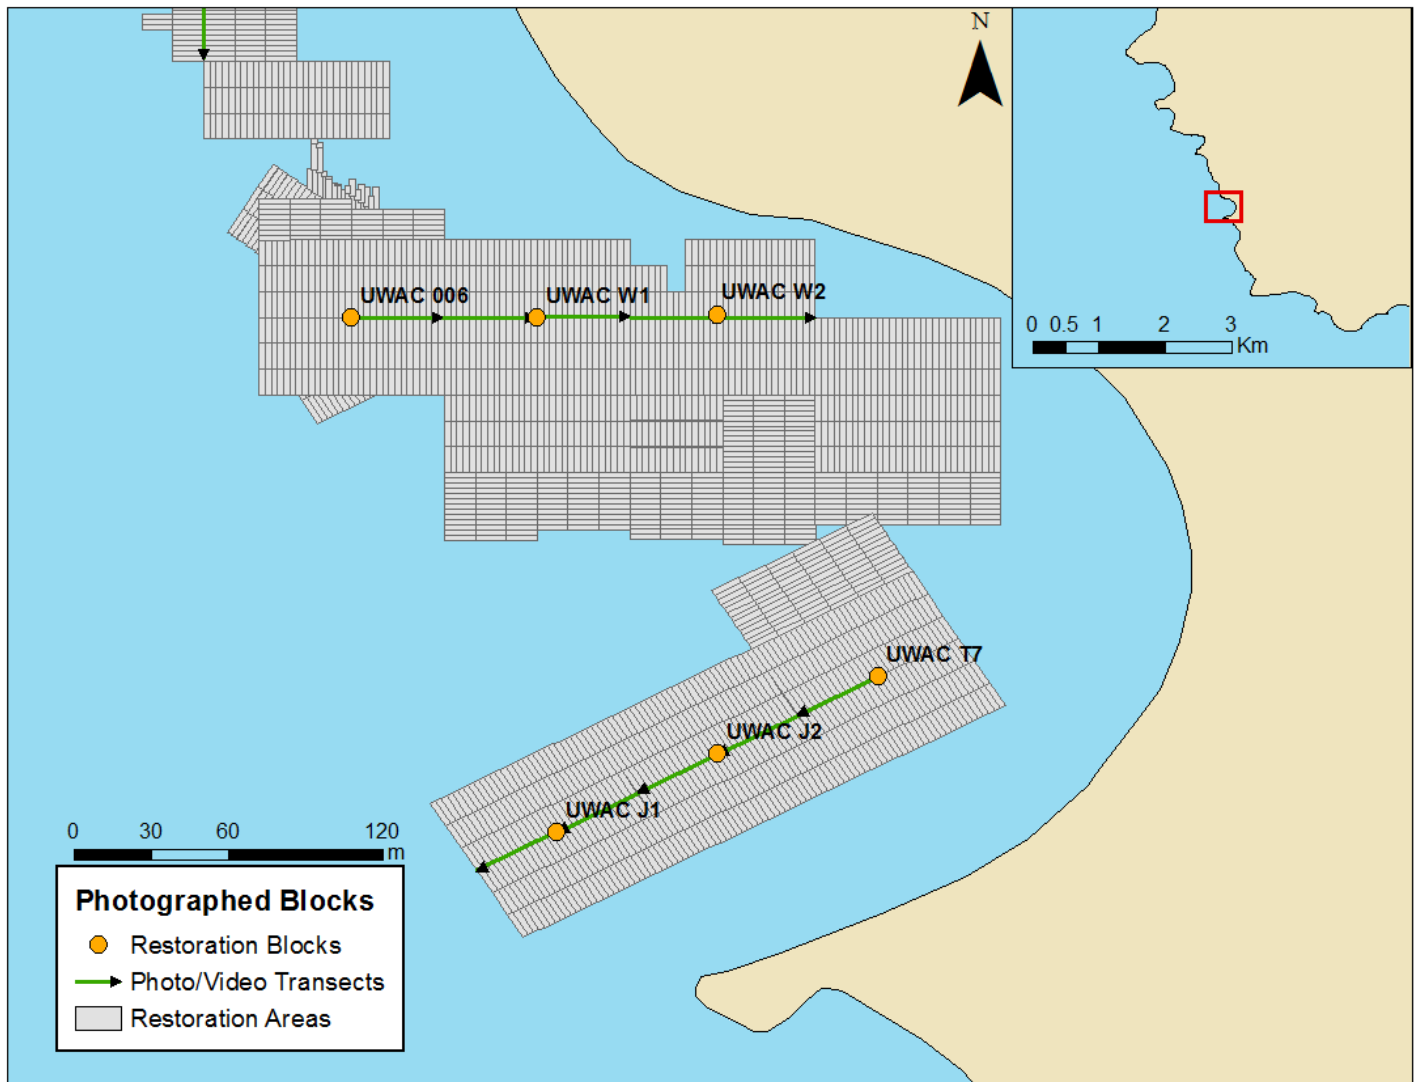 N
UWAC 006
UWAC W1
UWAC W2
0 0.5 1 2 3
Km
UWAC T7
UWAC J2
UWAC J1
0 30 60 120
m
Photographed Blocks
Restoration Blocks
Photo/Video Transects
Restoration Areas